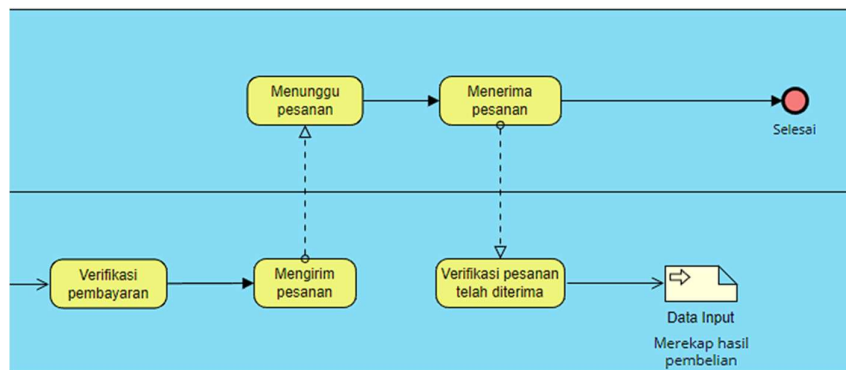 Menunggu
pesanan
Menerima
pesanan
Selesai
Verifikasi
pembayaran
Mengirim
pesanan
Verifikasi pesanan
telah diterima
Data Input
Merekap hasil
pembelian